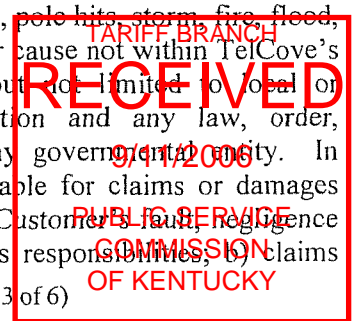 , pole hits, storm, fire, flood,
TARIFF BRANCH
r cause not within TelCove's
RECEIVED
but not limited to local or
tion and any law, order,
9/11/2006
ny governmental entity. In
able for claims or damages
PUBLIC SERVICE
Customer's fault, negligence
COMMISSION
s responsibilities; b) claims
OF KENTUCKY
3 of 6)